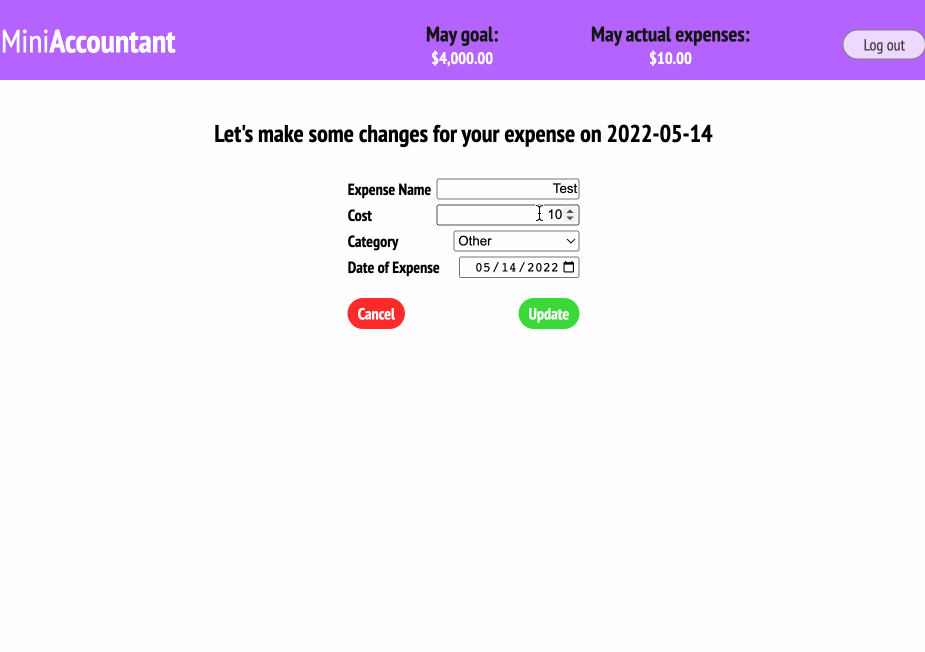 MiniAccountant
May goal:
$4,000.00
May actual expenses:
$10.00
Log out
Let's make some changes for your expense on 2022-05-14
Expense Name Test
Cost 10
Category Other
Date of Expense 05/14/2022
Cancel Update